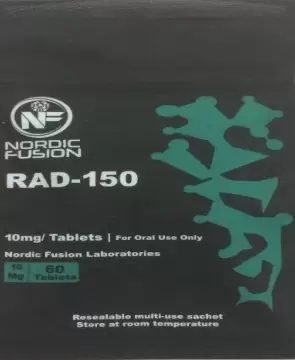 NF
NORDIC
FUSION
RAD-150
10mg/ Tablets | For Oral Use Only
Nordic Fusion Laboratories
10 60
Mg Tablets
Resealable multi-use sachet
Store at room temperature